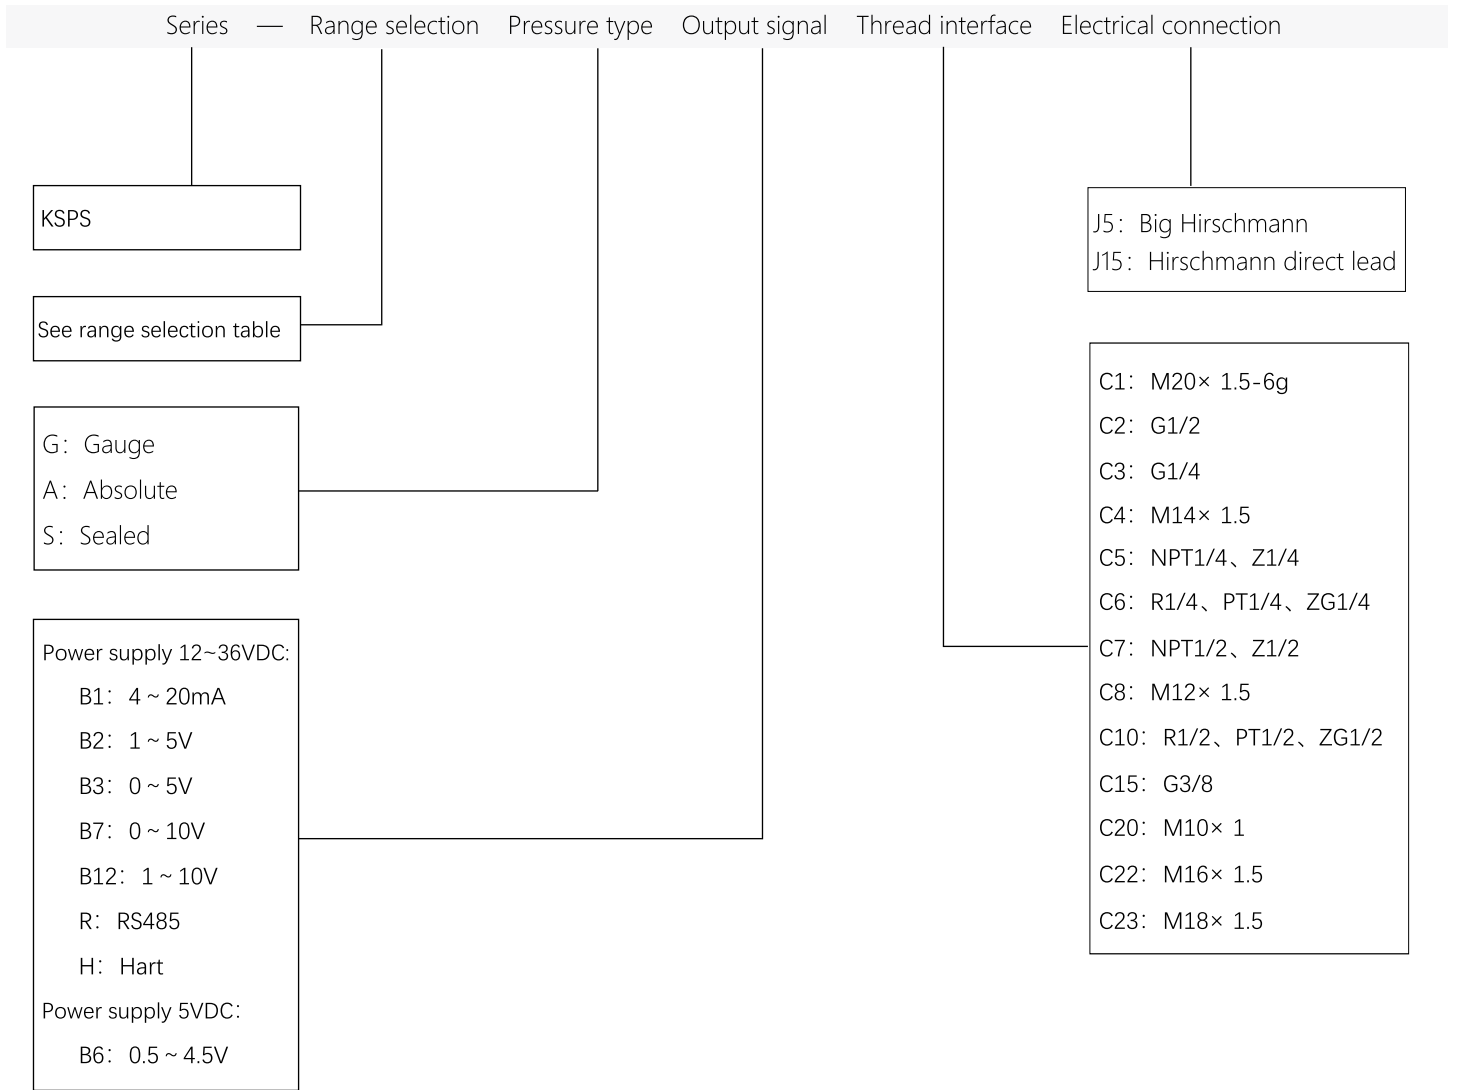 Series — Range selection Pressure type Output signal Thread interface Electrical connection
KSPS
See range selection table
G: Gauge
A: Absolute
S: Sealed
Power supply 12~36VDC:
B1: 4 ~ 20mA
B2: 1 ~ 5V
B3: 0 ~ 5V
B7: 0 ~ 10V
B12: 1 ~ 10V
R: RS485
H: Hart
Power supply 5VDC:
B6: 0.5 ~ 4.5V
J5: Big Hirschmann
J15: Hirschmann direct lead
C1: M20× 1.5-6g
C2: G1/2
C3: G1/4
C4: M14× 1.5
C5: NPT1/4、Z1/4
C6: R1/4、PT1/4、ZG1/4
C7: NPT1/2、Z1/2
C8: M12× 1.5
C10: R1/2、PT1/2、ZG1/2
C15: G3/8
C20: M10× 1
C22: M16× 1.5
C23: M18× 1.5